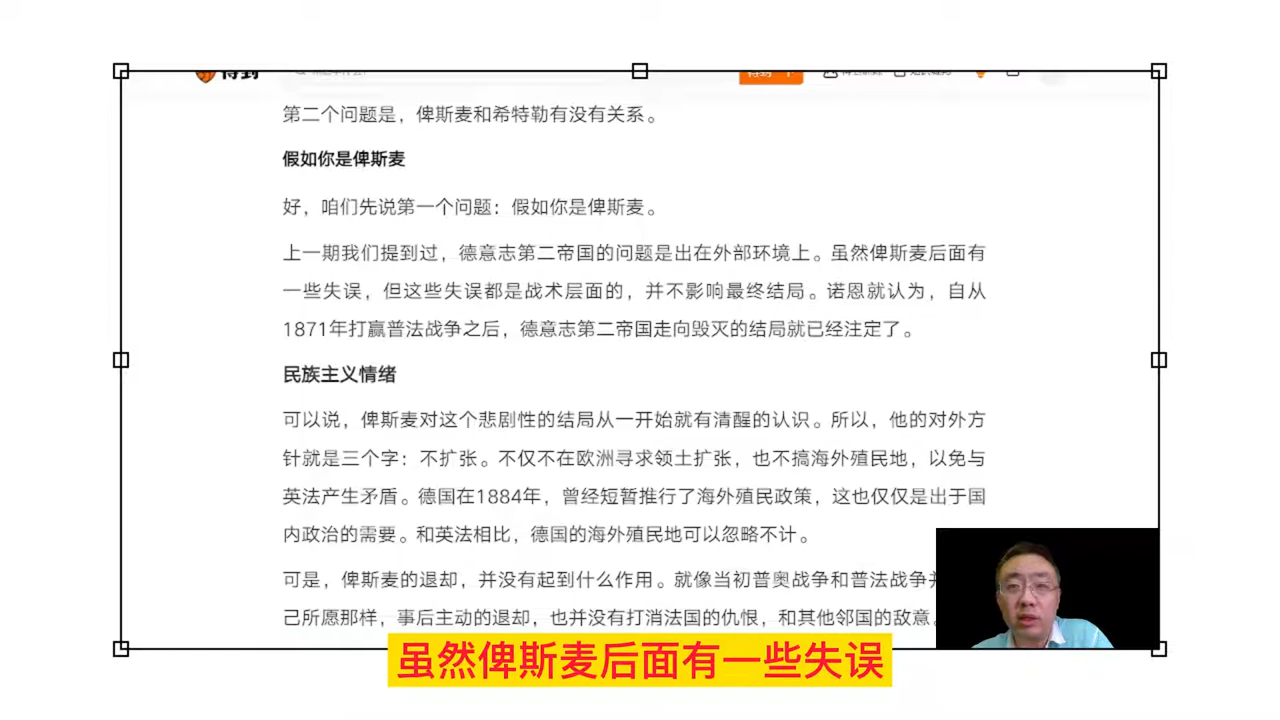 第二个问题是，俾斯麦和希特勒有没有关系。
假如你是俾斯麦
好，咱们先说第一个问题：假如你是俾斯麦。
上一期我们提到过，德意志第二帝国的问题是出在外部环境上。虽然俾斯麦后面有
一些失误，但这些失误都是战术层面的，并不影响最终结局。诺恩就认为，自从
1871年打赢普法战争之后，德意志第二帝国走向毁灭的结局就已经注定了。
民族主义情绪
可以说，俾斯麦对这个悲剧性的结局从一开始就有清醒的认识。所以，他的对外方
针就是三个字：不扩张。不仅不在欧洲寻求领土扩张，也不搞海外殖民地，以免与
英法产生矛盾。德国在1884年，曾经短暂推行了海外殖民政策，这也仅仅是出于国
内政治的需要。和英法相比，德国的海外殖民地可以忽略不计。
可是，俾斯麦的退却，并没有起到什么作用。就像当初普奥战争和普法战争
己所愿那样，事后主动的退却，也并没有打消法国的仇恨，和其他邻国的敌意。
虽然俾斯麦后面有一些失误